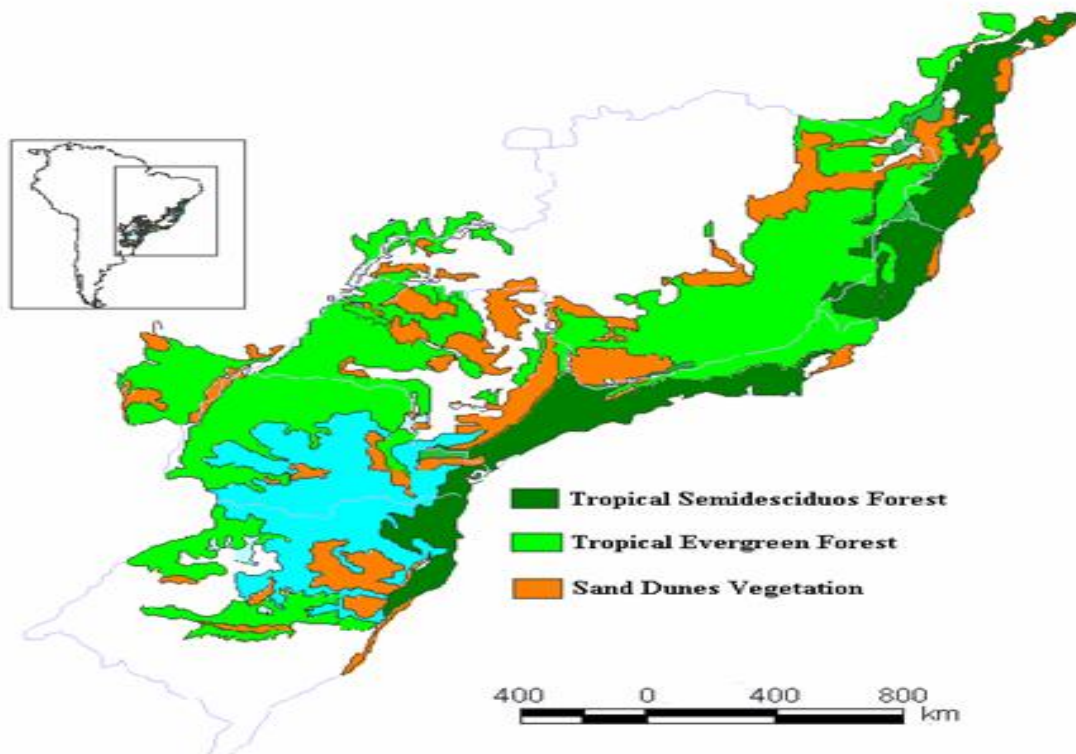 Tropical Semidesciduos Forest
Tropical Evergreen Forest
Sand Dunes Vegetation
400 0 400 800
km